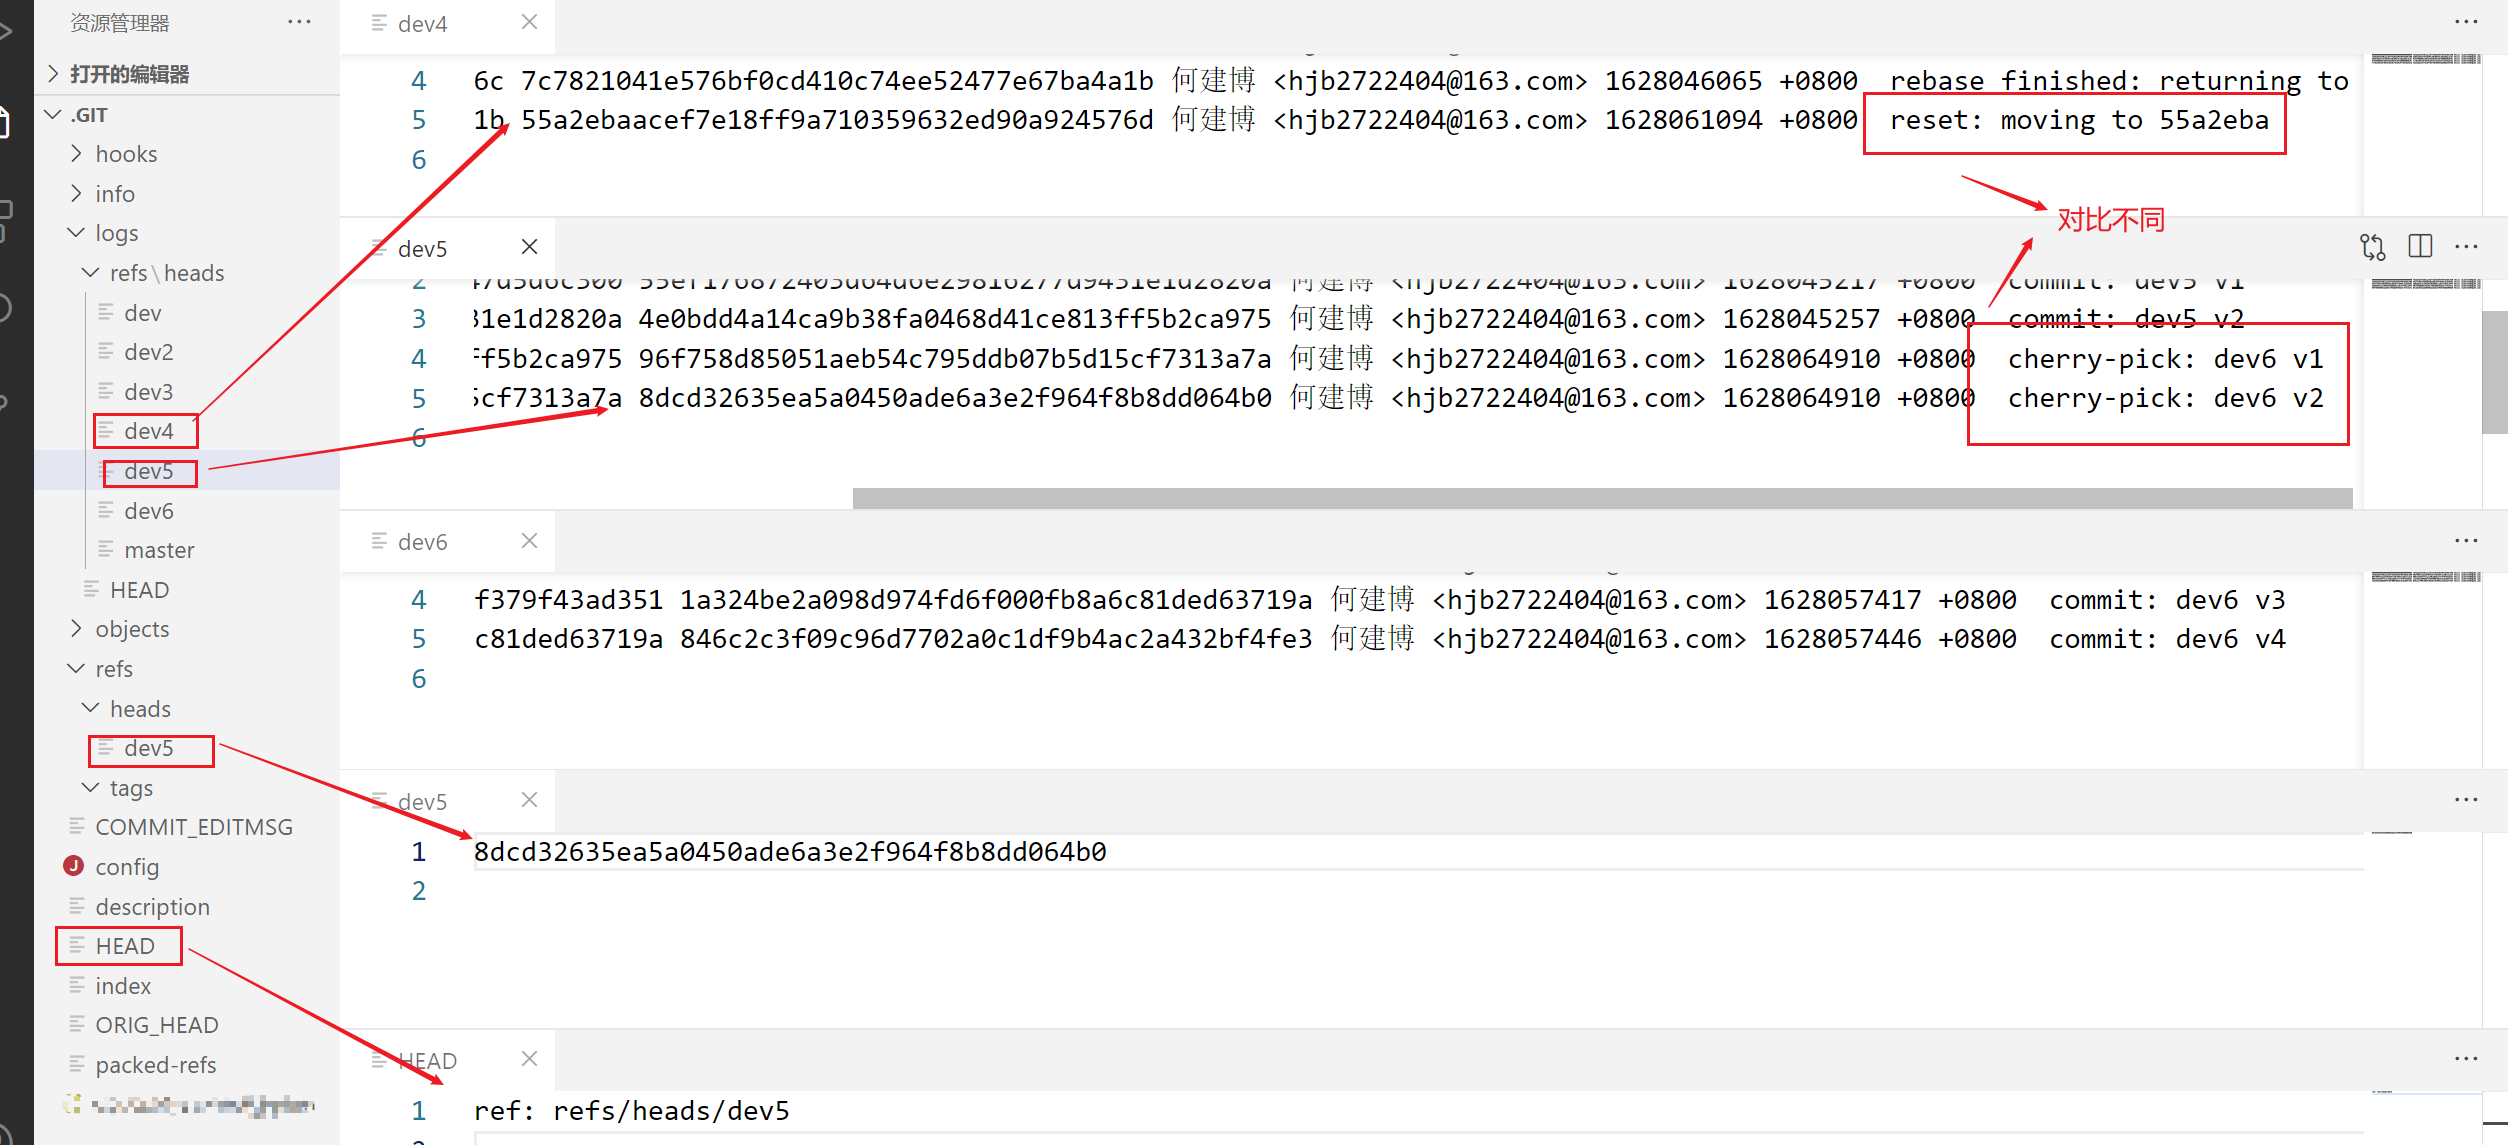 资源管理器
打开的编辑器
.GIT
hooks
info
logs
refs\heads
dev
dev2
dev3
dev4
dev5
dev6
master
HEAD
objects
refs
heads
dev5
tags
COMMIT_EDITMSG
J config
description
HEAD
index
ORIG_HEAD
packed-refs
dev4
4 6c 7c7821041e576bf0cd410c74ee52477e67ba4a1b 何建博 <hjb2722404@163.com> 1628046065 +0800 rebase finished: returning to
5 1b 55a2ebaacef7e18ff9a710359632ed90a924576d 何建博 <hjb2722404@163.com> 1628061094 +0800 reset: moving to 55a2eba
6
对比不同
dev5
2 47d5d6c300 55ef176872403d64d6e29816277d9431e1d2820a 何建博 <hjb2722404@163.com> 1628045217 +0800 commit: dev5 v1
3 31e1d2820a 4e0bdd4a14ca9b38fa0468d41ce813ff5b2ca975 何建博 <hjb2722404@163.com> 1628045257 +0800 commit: dev5 v2
4 ff5b2ca975 96f758d85051aeb54c795ddb07b5d15cf7313a7a 何建博 <hjb2722404@163.com> 1628064910 +0800 cherry-pick: dev6 v1
5 5cf7313a7a 8dcd32635ea5a0450ade6a3e2f964f8b8dd064b0 何建博 <hjb2722404@163.com> 1628064910 +0800 cherry-pick: dev6 v2
6
dev6
4 f379f43ad351 1a324be2a098d974fd6f000fb8a6c81ded63719a 何建博 <hjb2722404@163.com> 1628057417 +0800 commit: dev6 v3
5 c81ded63719a 846c2c3f09c96d7702a0c1df9b4ac2a432bf4fe3 何建博 <hjb2722404@163.com> 1628057446 +0800 commit: dev6 v4
6
dev5
1 8dcd32635ea5a0450ade6a3e2f964f8b8dd064b0
2
HEAD
1 ref: refs/heads/dev5
2